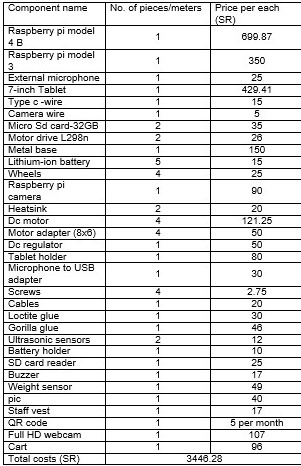 Component name No. of pieces/meters Price per each (SR)
Raspberry pi model 4 B 1 699.87
Raspberry pi model 3 1 350
External microphone 1 25
7-inch Tablet 1 429.41
Type c -wire 1 15
Camera wire 1 5
Micro Sd card-32GB 2 35
Motor drive L298n 2 26
Metal base 1 150
Lithium-ion battery 5 15
Wheels 4 25
Raspberry pi camera 1 90
Heatsink 2 20
Dc motor 4 121.25
Motor adapter (8x6) 4 50
Dc regulator 1 50
Tablet holder 1 80
Microphone to USB adapter 1 30
Screws 4 2.75
Cables 1 20
Loctite glue 1 30
Gorilla glue 1 46
Ultrasonic sensors 2 12
Battery holder 1 10
SD card reader 1 25
Buzzer 1 17
Weight sensor 1 49
pic 1 40
Staff vest 1 17
QR code 1 5 per month
Full HD webcam 1 107
Cart 1 96
Total costs (SR) 3446.28